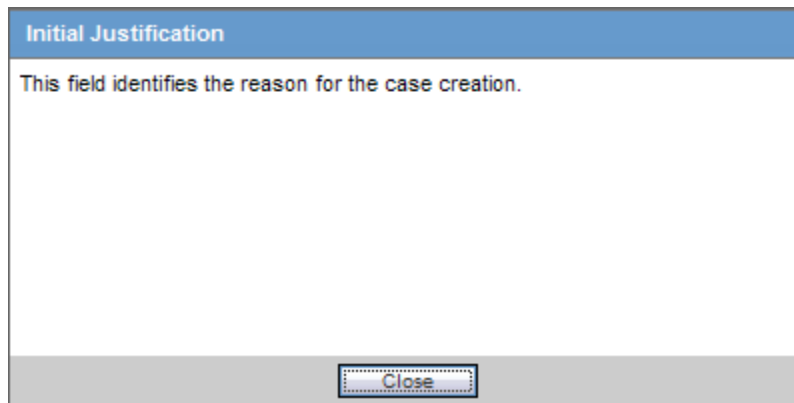 Initial Justification
This field identifies the reason for the case creation.
Close